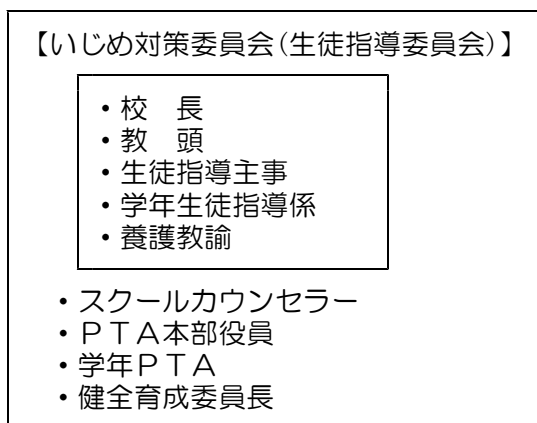 【いじめ対策委員会(生徒指導委員会)】
・校　長
・教　頭
・生徒指導主事
・学年生徒指導係
・養護教諭
・スクールカウンセラー
・ＰＴＡ本部役員
・学年ＰＴＡ
・健全育成委員長